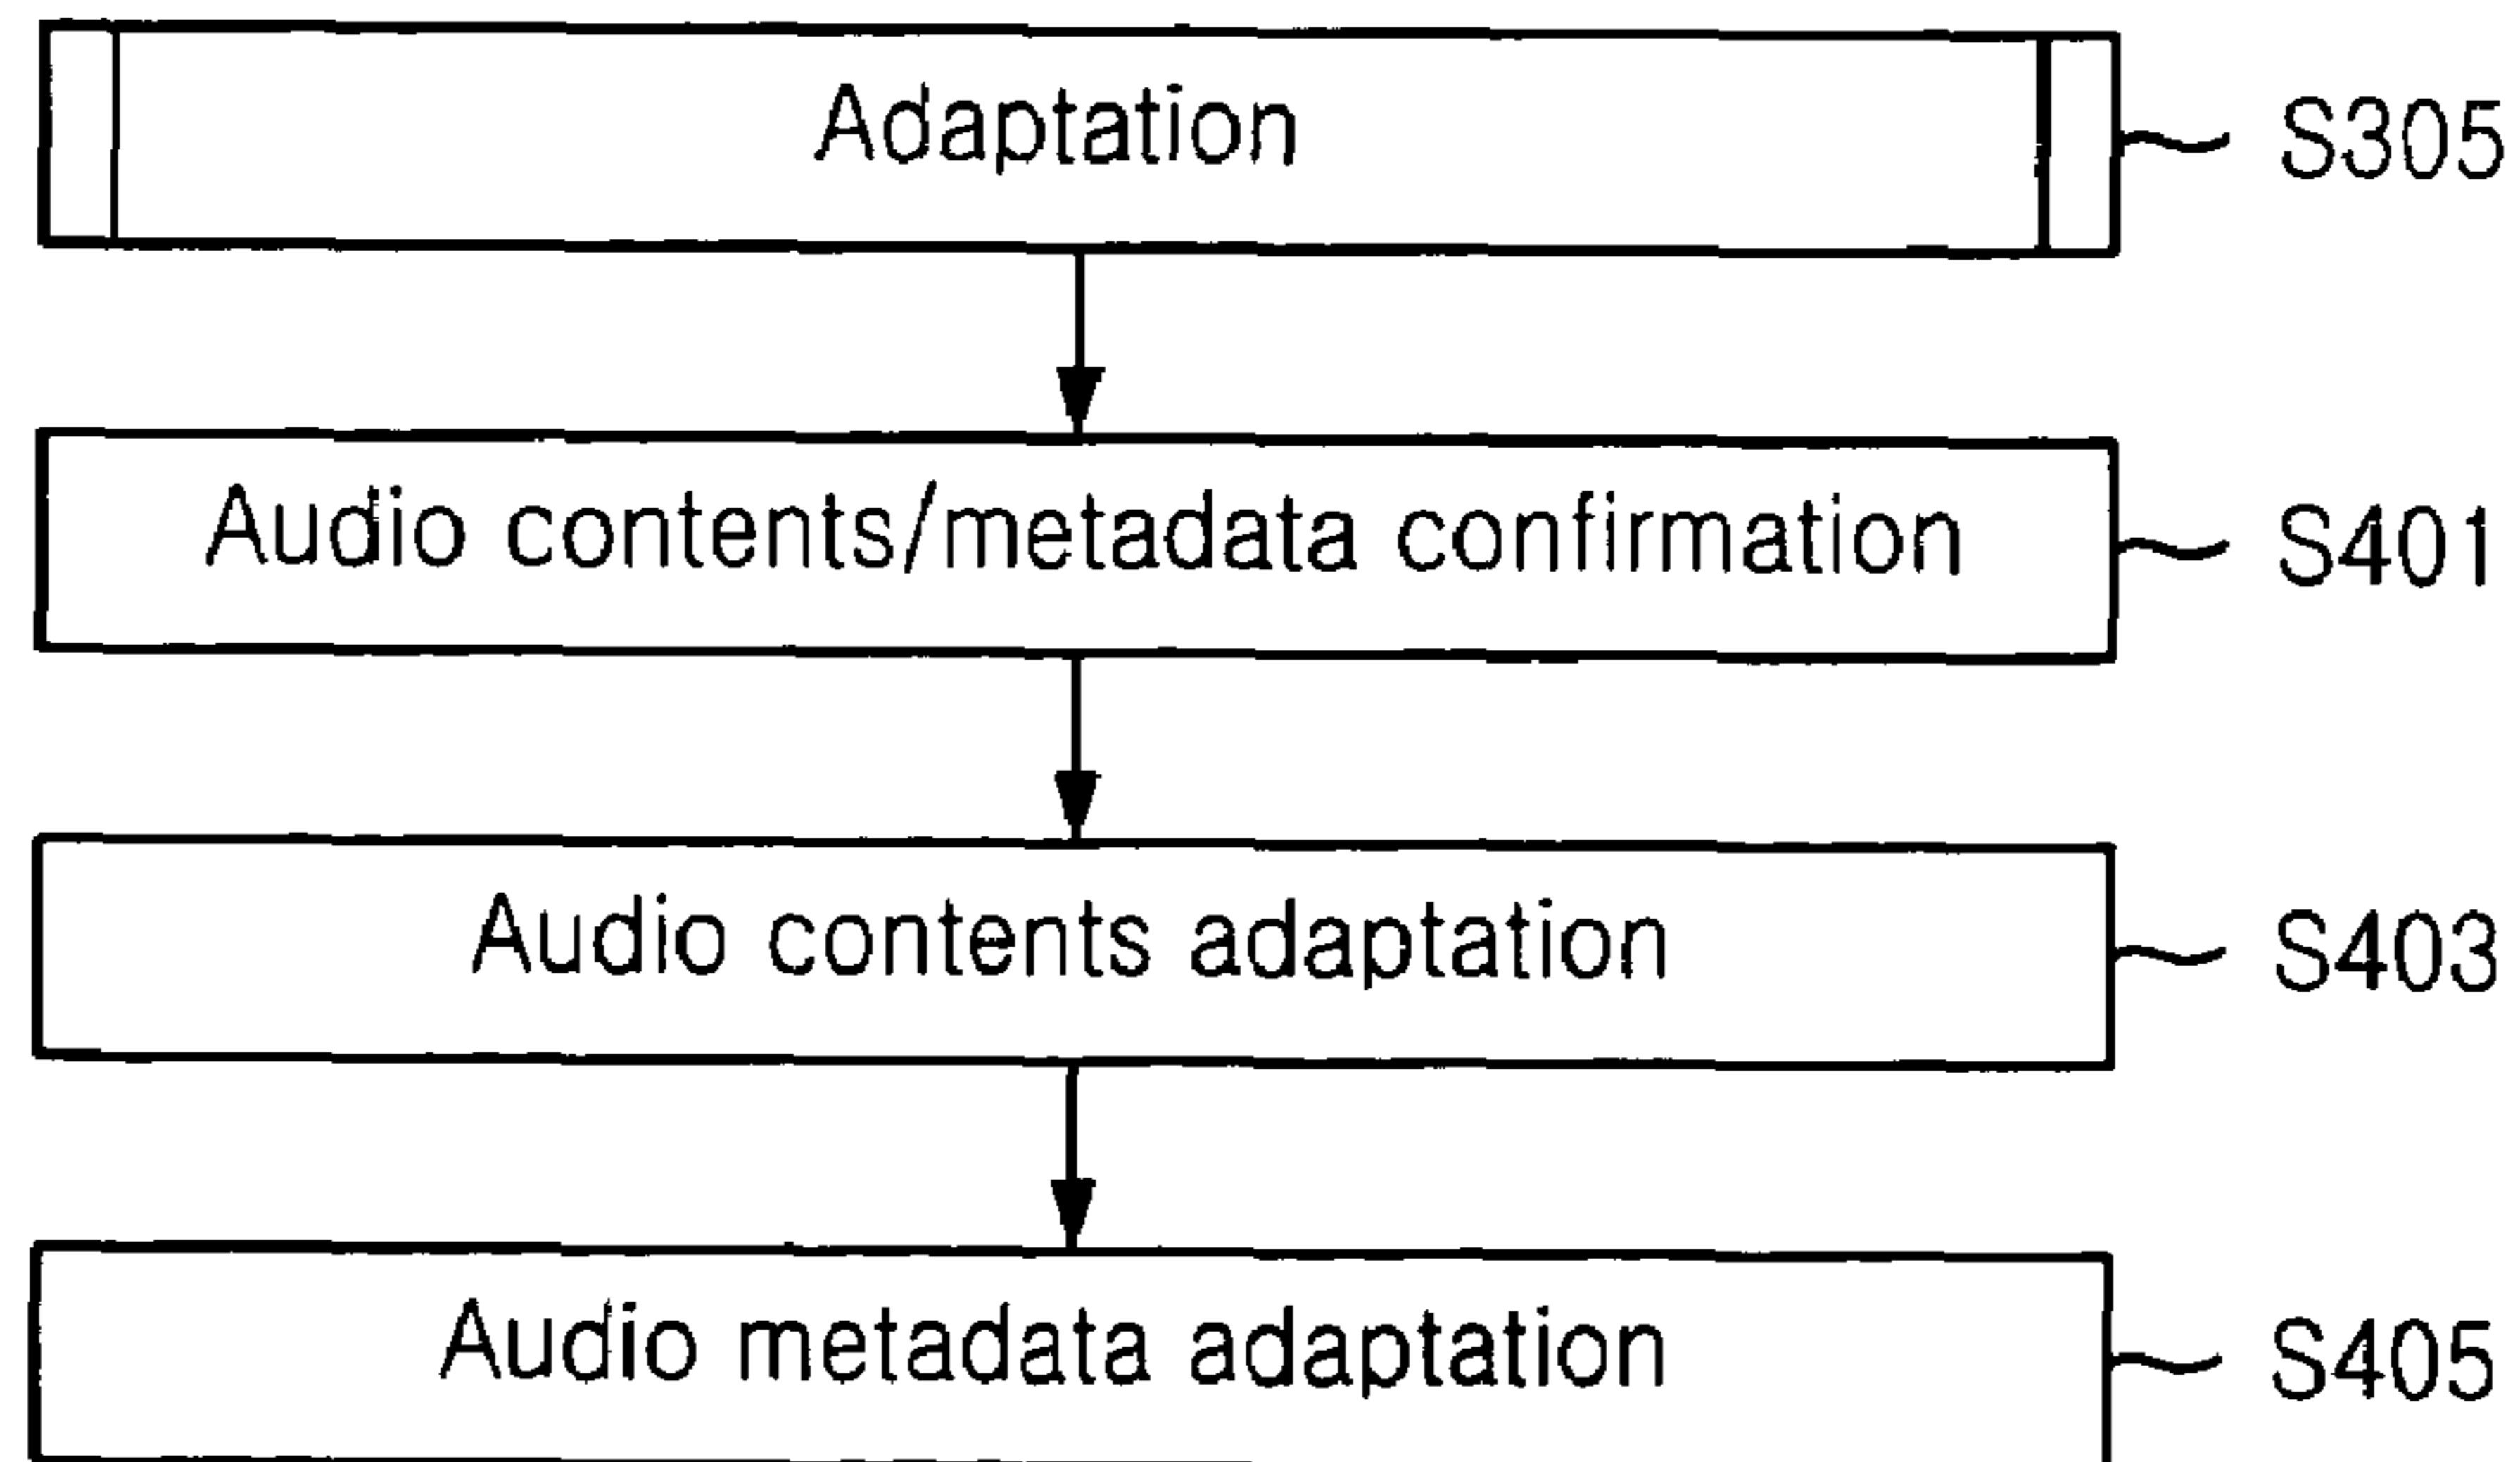 Adaptation
S305
Audio contents/metadata confirmation
S401
Audio contents adaptation
S403
Audio metadata adaptation
S405